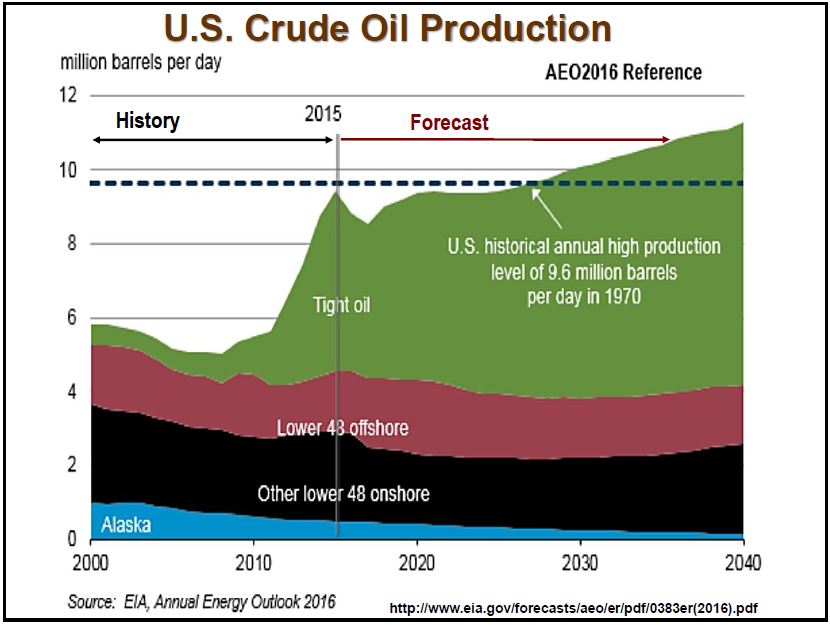 U.S. Crude Oil Production
million barrels per day
AEO2016 Reference
12
2015
History
Forecast
10
U.S. historical annual high production
level of 9.6 million barrels
per day in 1970
8
Tight oil
6
4
Lower 48 offshore
2
Other lower 48 onshore
Alaska
0
2000 2010 2020 2030 2040
Source: EIA, Annual Energy Outlook 2016
http://www.eia.gov/forecasts/aeo/er/pdf/0383er(2016).pdf